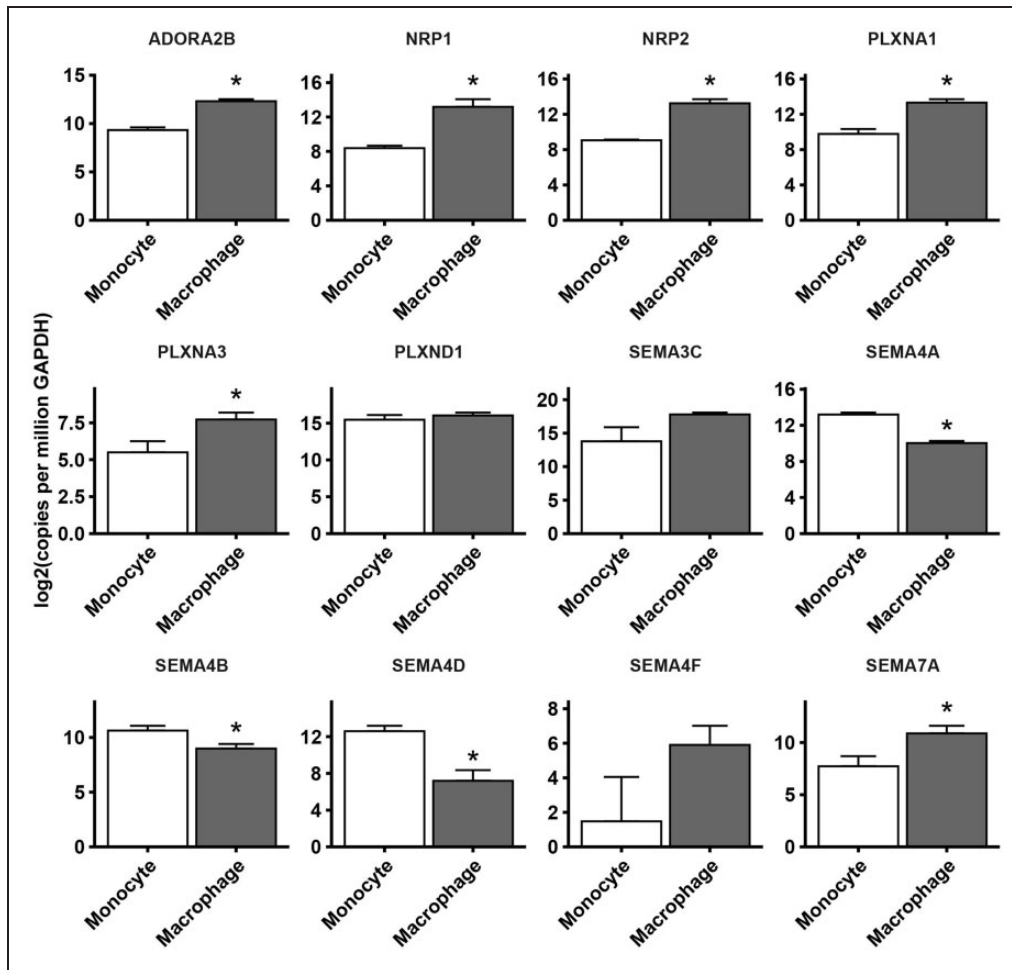 ADORA2B NRP1 NRP2 PLXNA1
15 10 5 0 * Monocyte Macrophage
16 12 8 4 0 * Monocyte Macrophage
16 12 8 4 0 * Monocyte Macrophage
16 12 8 4 0 * Monocyte Macrophage
log2(copies per million GAPDH)
PLXNA3 PLXND1 SEMA3C SEMA4A
7.5 5.0 2.5 0.0 * Monocyte Macrophage
15 10 5 0 Monocyte Macrophage
20 15 10 5 0 Monocyte Macrophage
16 12 8 4 0 * Monocyte Macrophage
SEMA4B SEMA4D SEMA4F SEMA7A
10 5 0 * Monocyte Macrophage
12 8 4 0 * Monocyte Macrophage
8 6 4 2 0 Monocyte Macrophage
10 5 0 * Monocyte Macrophage